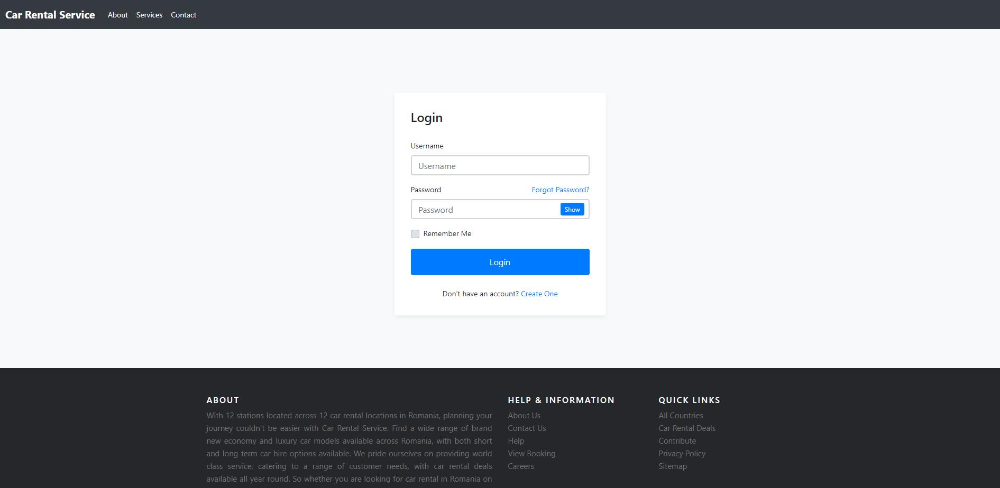 Car Rental Service About Services Contact
Login
Username
Username
Password Forgot Password?
Password Show
Remember Me
Login
Don't have an account? Create One
ABOUT
With 12 stations located across 12 car rental locations in Romania, planning your
journey couldn't be easier with Car Rental Service. Find a wide range of brand
new economy and luxury car models available across Romania, with both short
and long term car hire options available. We pride ourselves on providing world
class service, catering to a range of customer needs, with car rental deals
available all year round. So whether you are looking for car rental in Romania on
HELP & INFORMATION
About Us
Contact Us
Help
View Booking
Careers
QUICK LINKS
All Countries
Car Rental Deals
Contribute
Privacy Policy
Sitemap